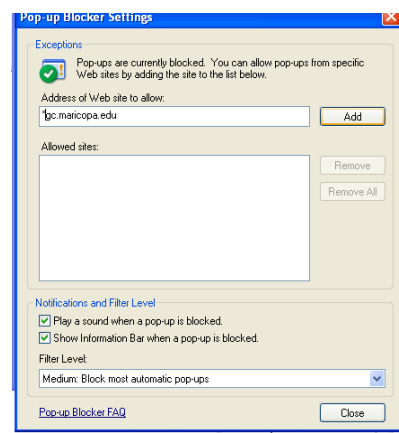 Pop-up Blocker Settings
Exceptions
Pop-ups are currently blocked. You can allow pop-ups from specific
Web sites by adding the site to the list below.
Address of Web site to allow:
*gc.maricopa.edu
Add
Allowed sites:
Remove
Remove All
Notifications and Filter Level
Play a sound when a pop-up is blocked.
Show Information Bar when a pop-up is blocked.
Filter Level:
Medium: Block most automatic pop-ups
Pop-up Blocker FAQ
Close